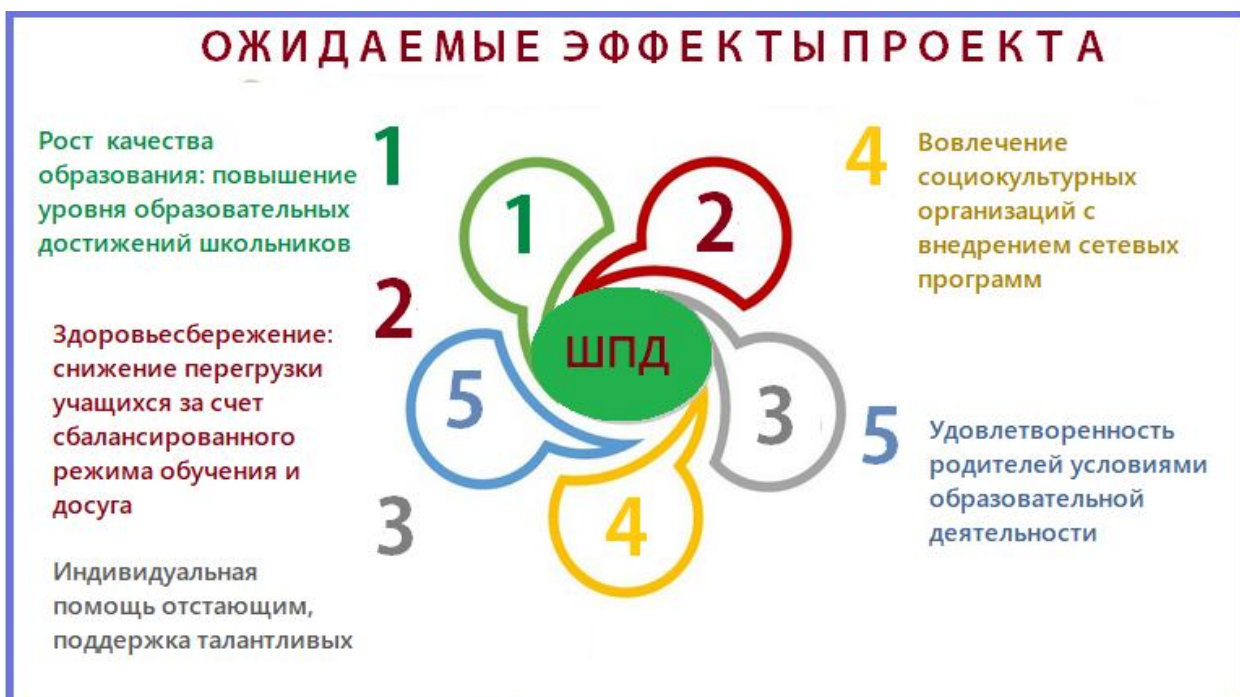 ОЖИДАЕМЫЕ ЭФФЕКТЫ ПРОЕКТА
1
Рост качества
образования: повышение
уровня образовательных
достижений школьников
2
Здоровьесбережение:
снижение перегрузки
учащихся за счет
сбалансированного
режима обучения и
досуга
3
Индивидуальная
помощь отстающим,
поддержка талантливых
1
2
3
4
5
ШПД
4
Вовлечение
социокультурных
организаций с
внедрением сетевых
программ
5
Удовлетворенность
родителей условиями
образовательной
деятельности